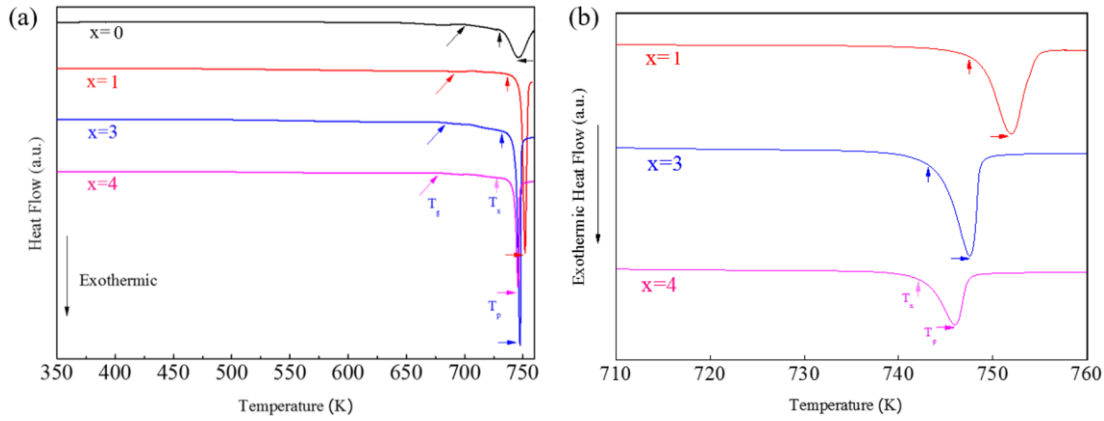 (a)
x=0
x=1
x=3
x=4
Tg
Tx
Tp
Exothermic
Heat Flow (a.u.)
350 400 450 500 550 600 650 700 750
Temperature (K)
(b)
x=1
x=3
x=4
Tx
Tp
Exothermic Heat Flow (a.u.)
710 720 730 740 750 760
Temperature (K)